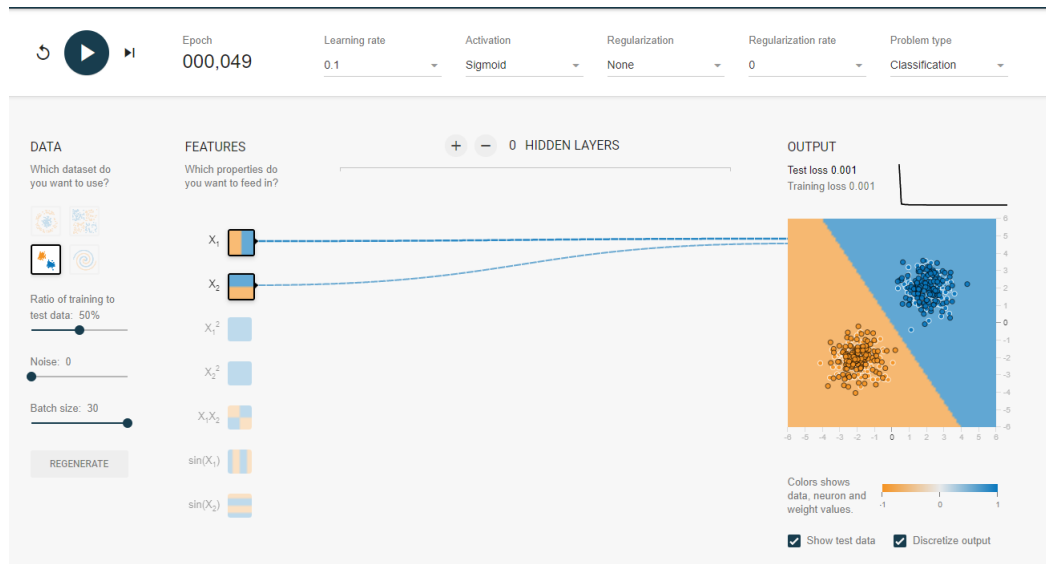 Epoch
000,049
Learning rate
0.1
Activation
Sigmoid
Regularization
None
Regularization rate
0
Problem type
Classification
DATA
Which dataset do
you want to use?
Ratio of training to
test data: 50%
Noise: 0
Batch size: 30
REGENERATE
FEATURES
Which properties do
you want to feed in?
X₁
X₂
X₁²
X₂²
X₁X₂
sin(X₁)
sin(X₂)
+ − 0 HIDDEN LAYERS
OUTPUT
Test loss 0.001
Training loss 0.001
6
5
4
3
2
1
0
-1
-2
-3
-4
-5
-6
-6 -5 -4 -3 -2 -1 0 1 2 3 4 5 6
Colors shows
data, neuron and
weight values.
-1 0 1
Show test data
Discretize output